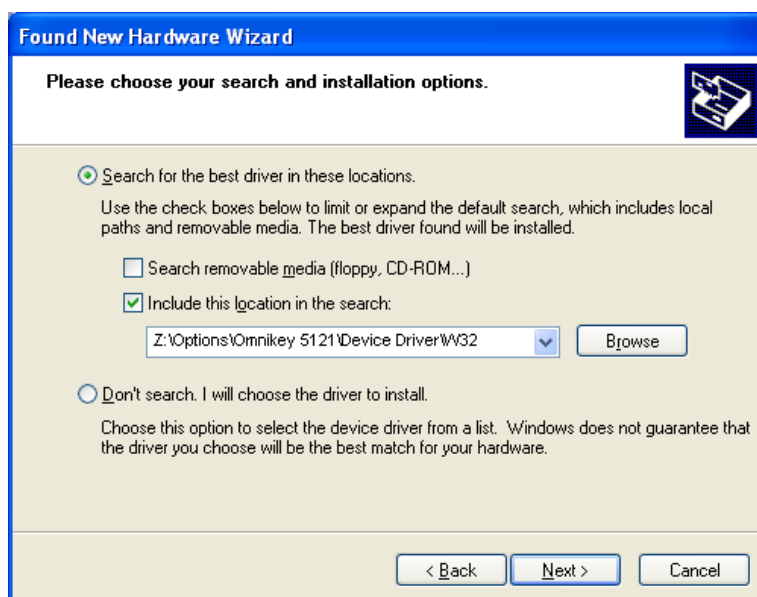 Found New Hardware Wizard
Please choose your search and installation options.
Search for the best driver in these locations.
Use the check boxes below to limit or expand the default search, which includes local
paths and removable media. The best driver found will be installed.
Search removable media (floppy, CD-ROM...)
Include this location in the search:
Z:\Options\Omnikey 5121\Device Driver\W32
Browse
Don't search. I will choose the driver to install.
Choose this option to select the device driver from a list. Windows does not guarantee that
the driver you choose will be the best match for your hardware.
< Back Next > Cancel